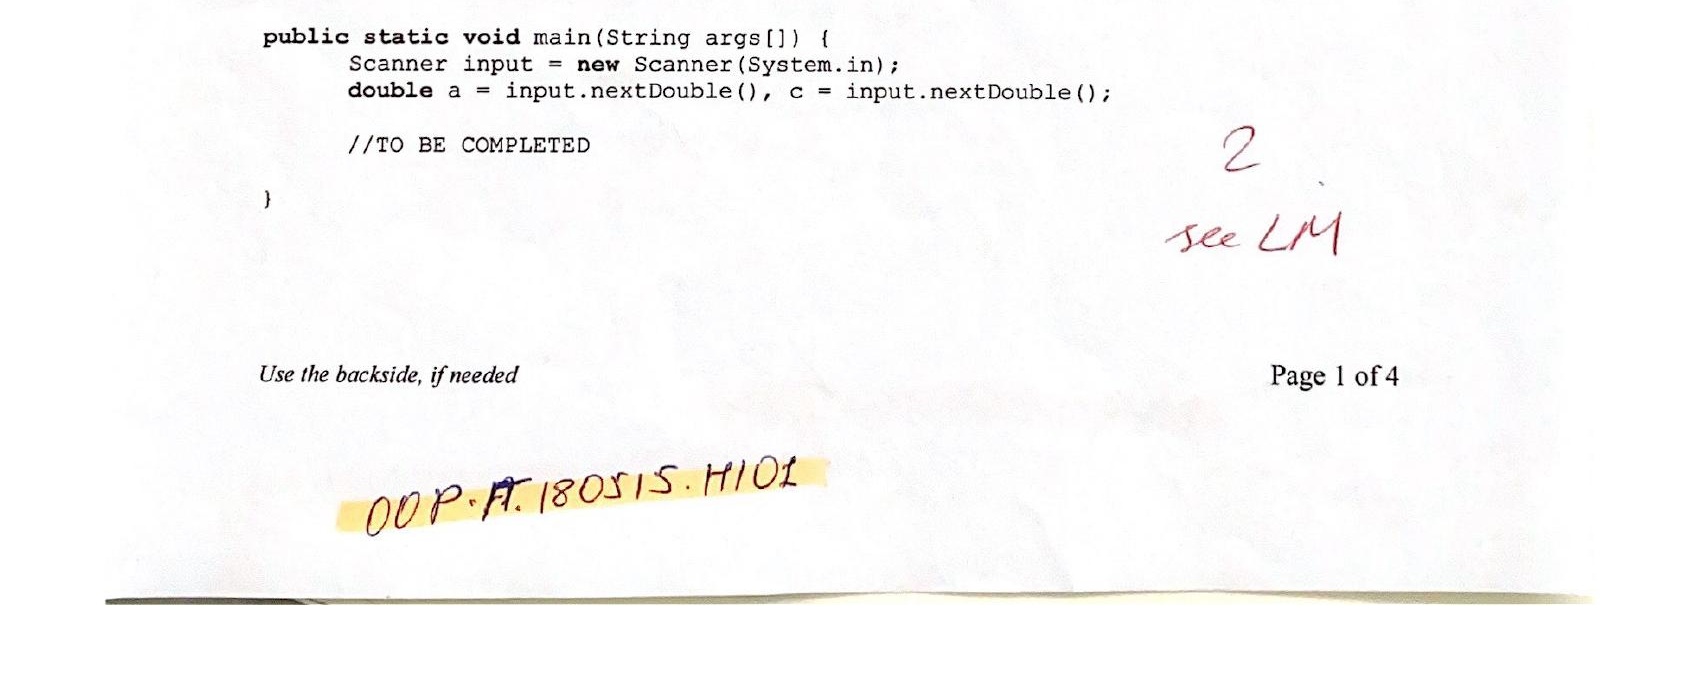 public static void main(String args[]) {
Scanner input = new Scanner(System.in);
double a = input.nextDouble(), c = input.nextDouble();
//TO BE COMPLETED
2
}
see LM
Use the backside, if needed
Page 1 of 4
OOP.A.180515.H101